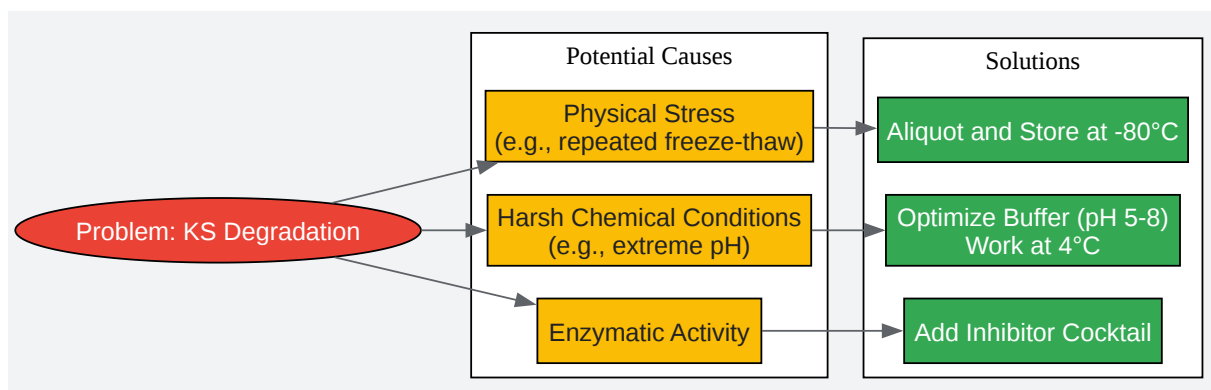 Potential Causes
Solutions
Physical Stress
(e.g., repeated freeze-thaw)
Aliquot and Store at -80°C
Problem: KS Degradation
Harsh Chemical Conditions
(e.g., extreme pH)
Optimize Buffer (pH 5-8)
Work at 4°C
Enzymatic Activity
Add Inhibitor Cocktail